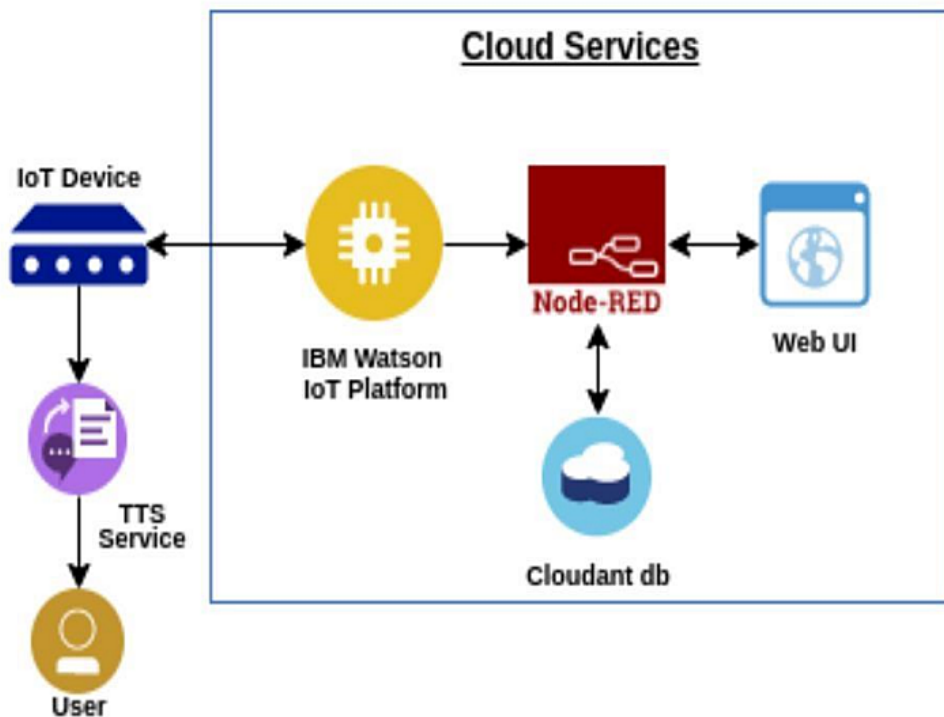 Cloud Services
IoT Device
Node-RED
Web UI
IBM Watson
IoT Platform
TTS
Service
Cloudant db
User